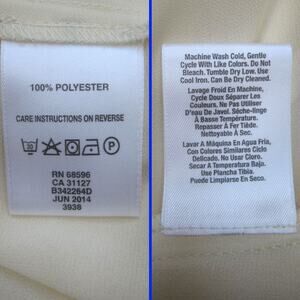 100% POLYESTER
CARE INSTRUCTIONS ON REVERSE
30
RN 68596
CA 31127
B342264D
JUN 2014
3938
Machine Wash Cold, Gentle
Cycle With Like Colors. Do Not
Bleach. Tumble Dry Low. Use
Cool Iron. Can Be Dry Cleaned.
Lavage Froid En Machine,
Cycle Doux Séparer Les
Couleurs. Ne Pas Utiliser
D'eau De Javel. Sèche-linge
À Basse Température.
Repasser À Fer Tiède.
Nettoyable À Sec.
Lavar A Máquina En Agua Fria,
Con Colores Similares Ciclo
Delicado. No Usar Cloro.
Secar A Temperatura Baja.
Use Plancha Tibia.
Puede Limpiarse En Seco.